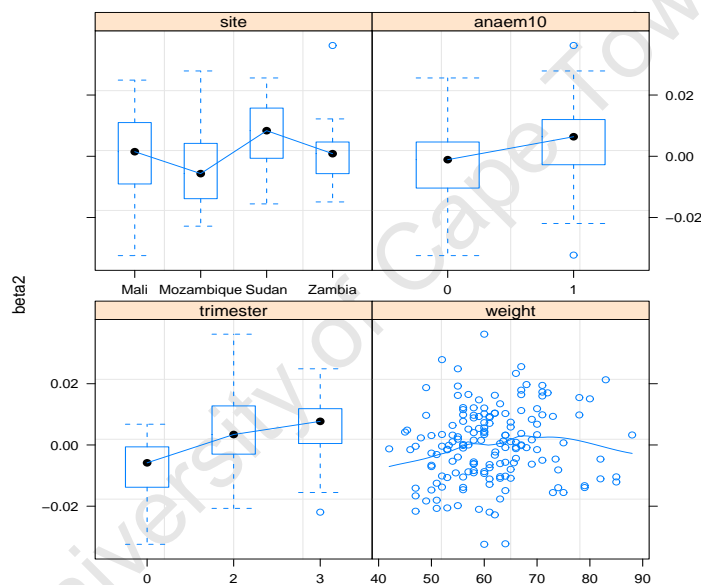 site anaem10
0.02
0.00
−0.02
Mali Mozambique Sudan Zambia 0 1
beta2
trimester weight
0.02
0.00
−0.02
0 2 3 40 50 60 70 80 90
University of Cape Tow